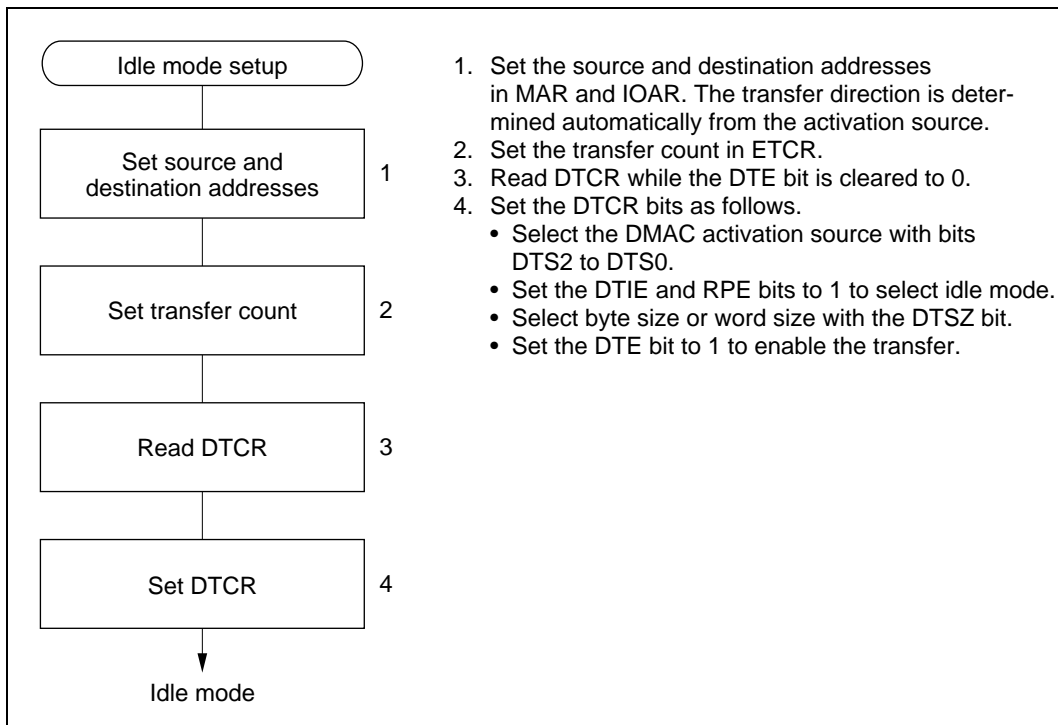 Idle mode setup
Set source and
destination addresses
1
Set transfer count
2
Read DTCR
3
Set DTCR
4
Idle mode
1. Set the source and destination addresses
in MAR and IOAR. The transfer direction is deter-
mined automatically from the activation source.
2. Set the transfer count in ETCR.
3. Read DTCR while the DTE bit is cleared to 0.
4. Set the DTCR bits as follows.
• Select the DMAC activation source with bits
DTS2 to DTS0.
• Set the DTIE and RPE bits to 1 to select idle mode.
• Select byte size or word size with the DTSZ bit.
• Set the DTE bit to 1 to enable the transfer.